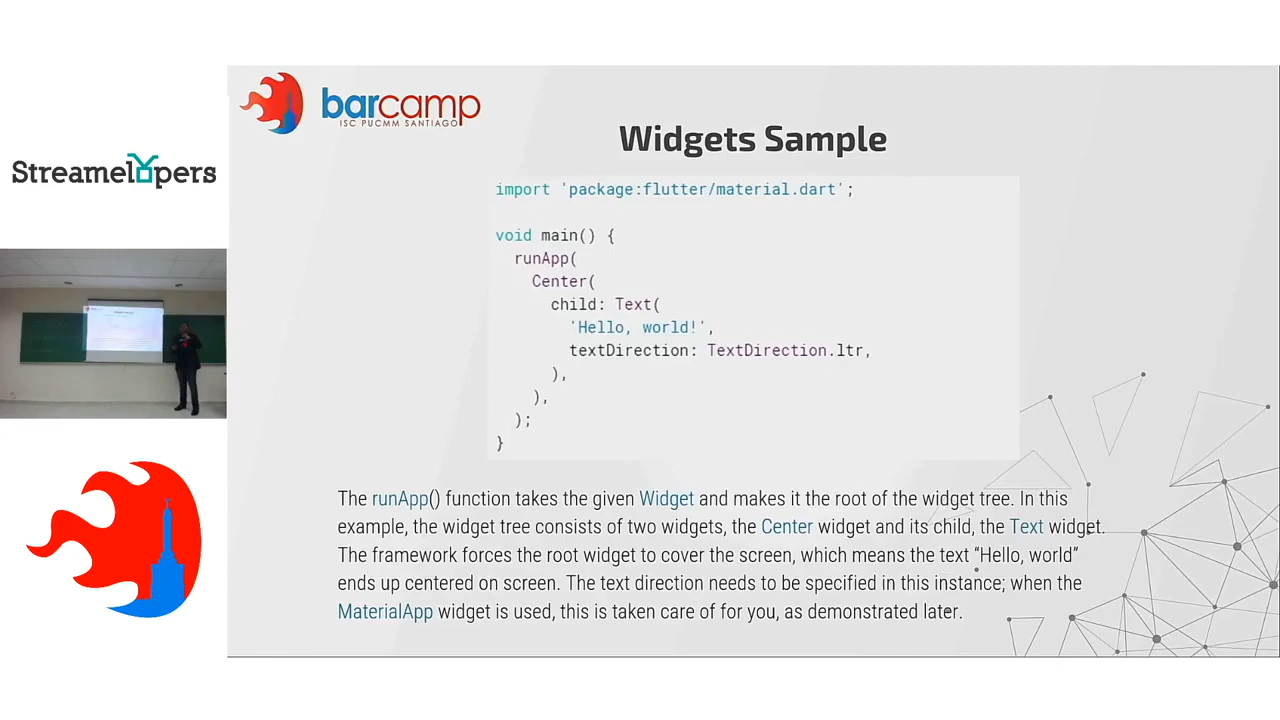 barcamp
ISC PUCMM SANTIAGO
Widgets Sample
Streamelopers
import 'package:flutter/material.dart';
void main() {
runApp(
Center(
child: Text(
'Hello, world!',
textDirection: TextDirection.ltr,
),
),
);
}
The runApp() function takes the given Widget and makes it the root of the widget tree. In this
example, the widget tree consists of two widgets, the Center widget and its child, the Text widget.
The framework forces the root widget to cover the screen, which means the text “Hello, world”
ends up centered on screen. The text direction needs to be specified in this instance; when the
MaterialApp widget is used, this is taken care of for you, as demonstrated later.